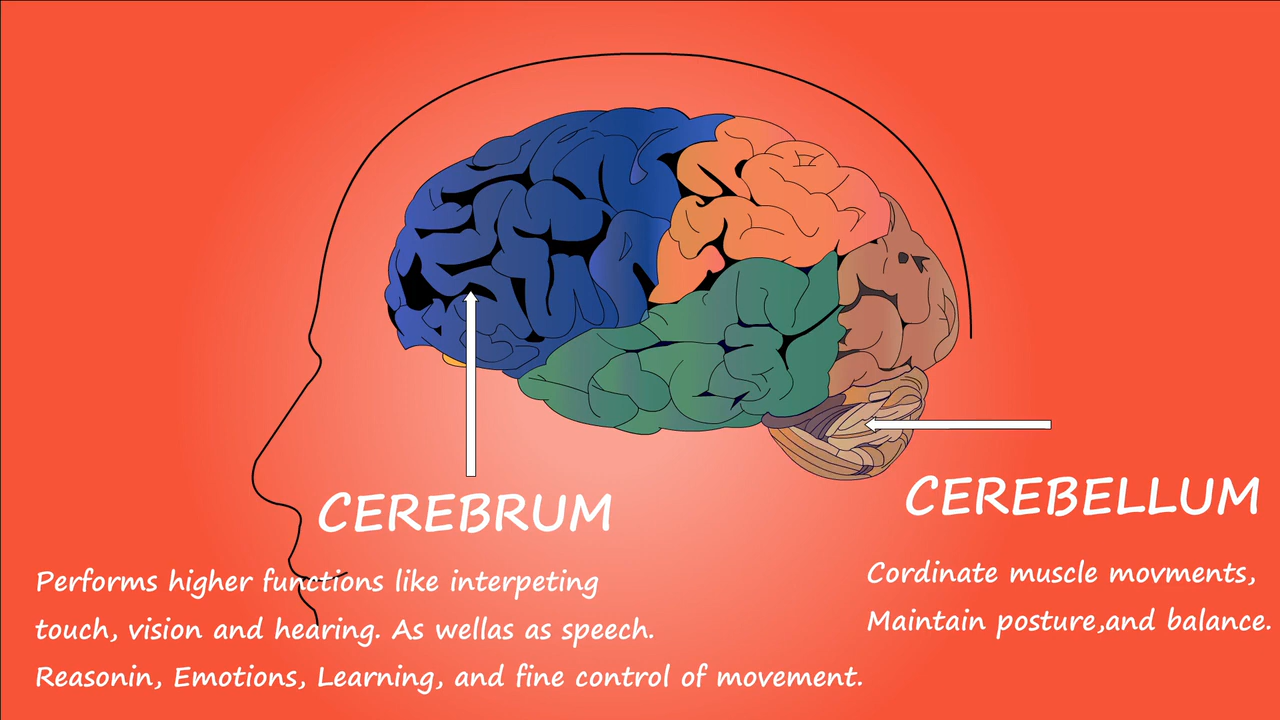 CEREBRUM
Performs higher functions like interpeting
touch, vision and hearing. As wellas as speech.
Reasonin, Emotions, Learning, and fine control of movement.
CEREBELLUM
Cordinate muscle movments,
Maintain posture,and balance.